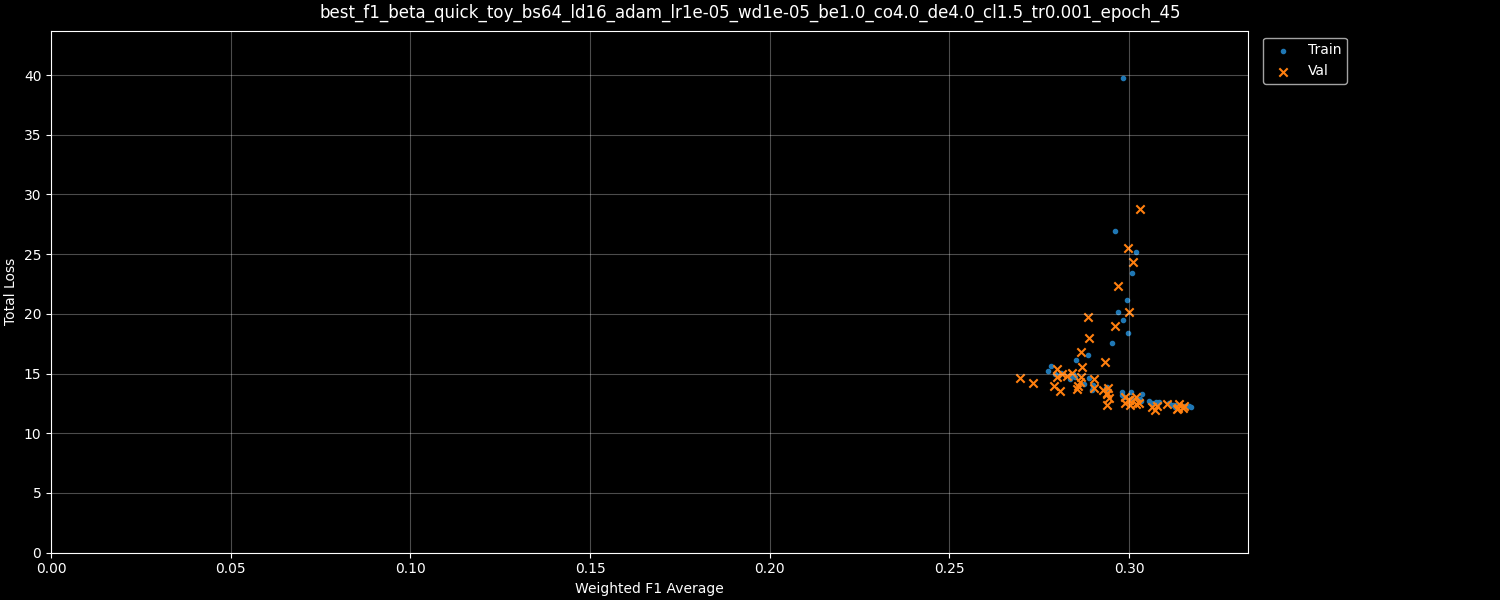 best_f1_beta_quick_toy_bs64_ld16_adam_lr1e-05_wd1e-05_be1.0_co4.0_de4.0_cl1.5_tr0.001_epoch_45
Train
Val
40
35
30
25
20
15
10
5
0
Total Loss
0.00 0.05 0.10 0.15 0.20 0.25 0.30
Weighted F1 Average